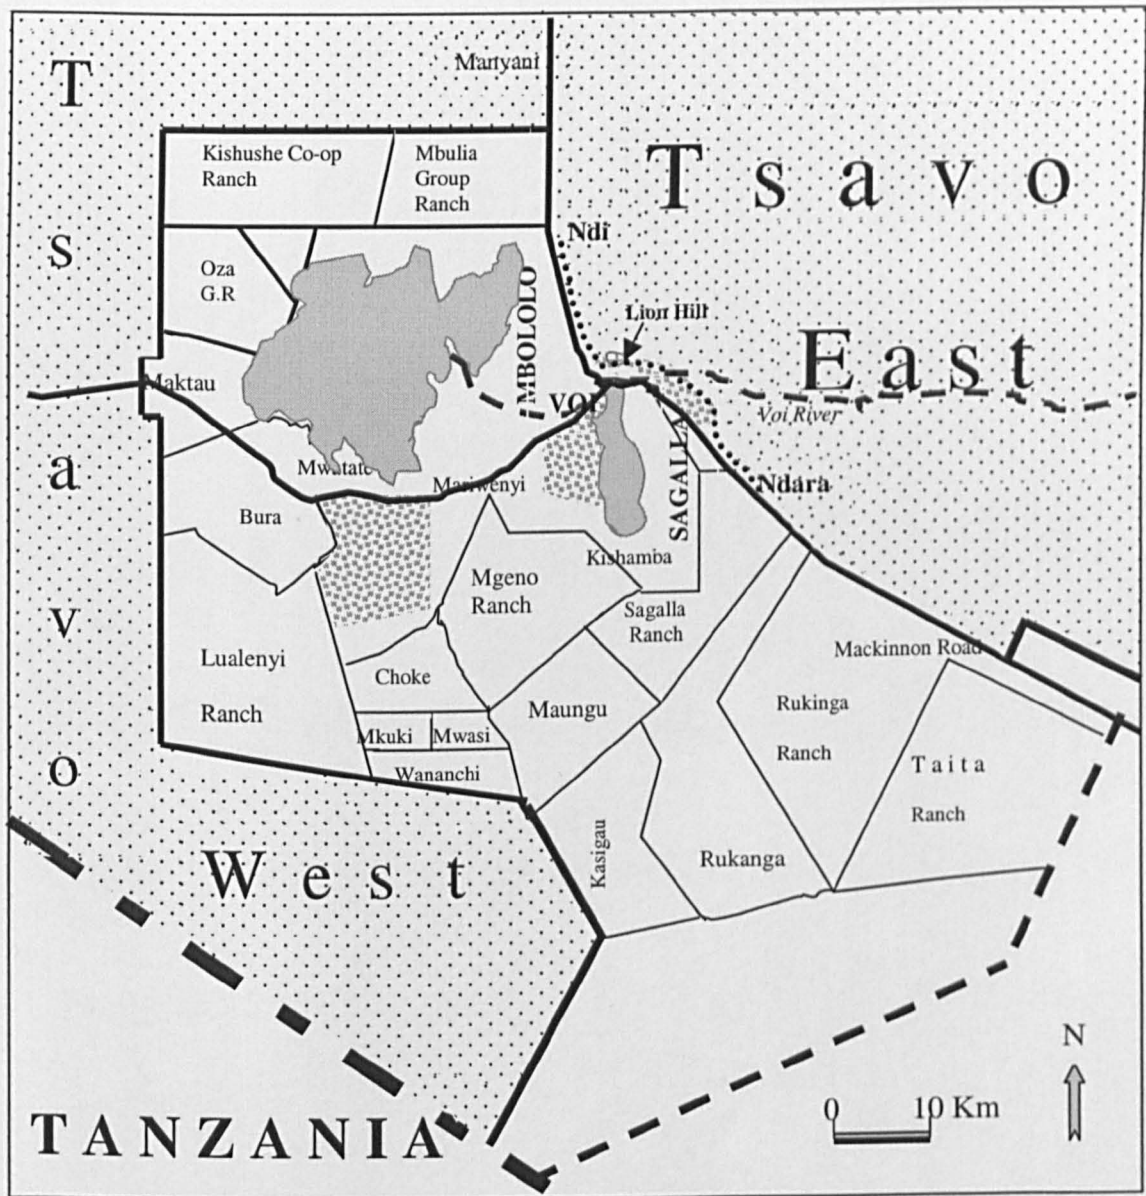 Manyani
Kishushe Co-op
Ranch
Mbulia
Group
Ranch
Tsavo
East
Ndi
Oza
G.R
MBOLOLO
Lion Hill
Maktau
VOI
Voi River
Mwatate
Mariwenyi
SAGALLA
Ndara
Bura
Kishamba
Mgeno
Ranch
Sagalla
Ranch
Mackinnon Road
Lualenyi
Ranch
Choke
Maungu
Rukinga
Ranch
Mkuki
Mwasi
Wananchi
Taita
Ranch
Kasigau
Rukanga
Tsavo
West
N
0 10 Km
TANZANIA